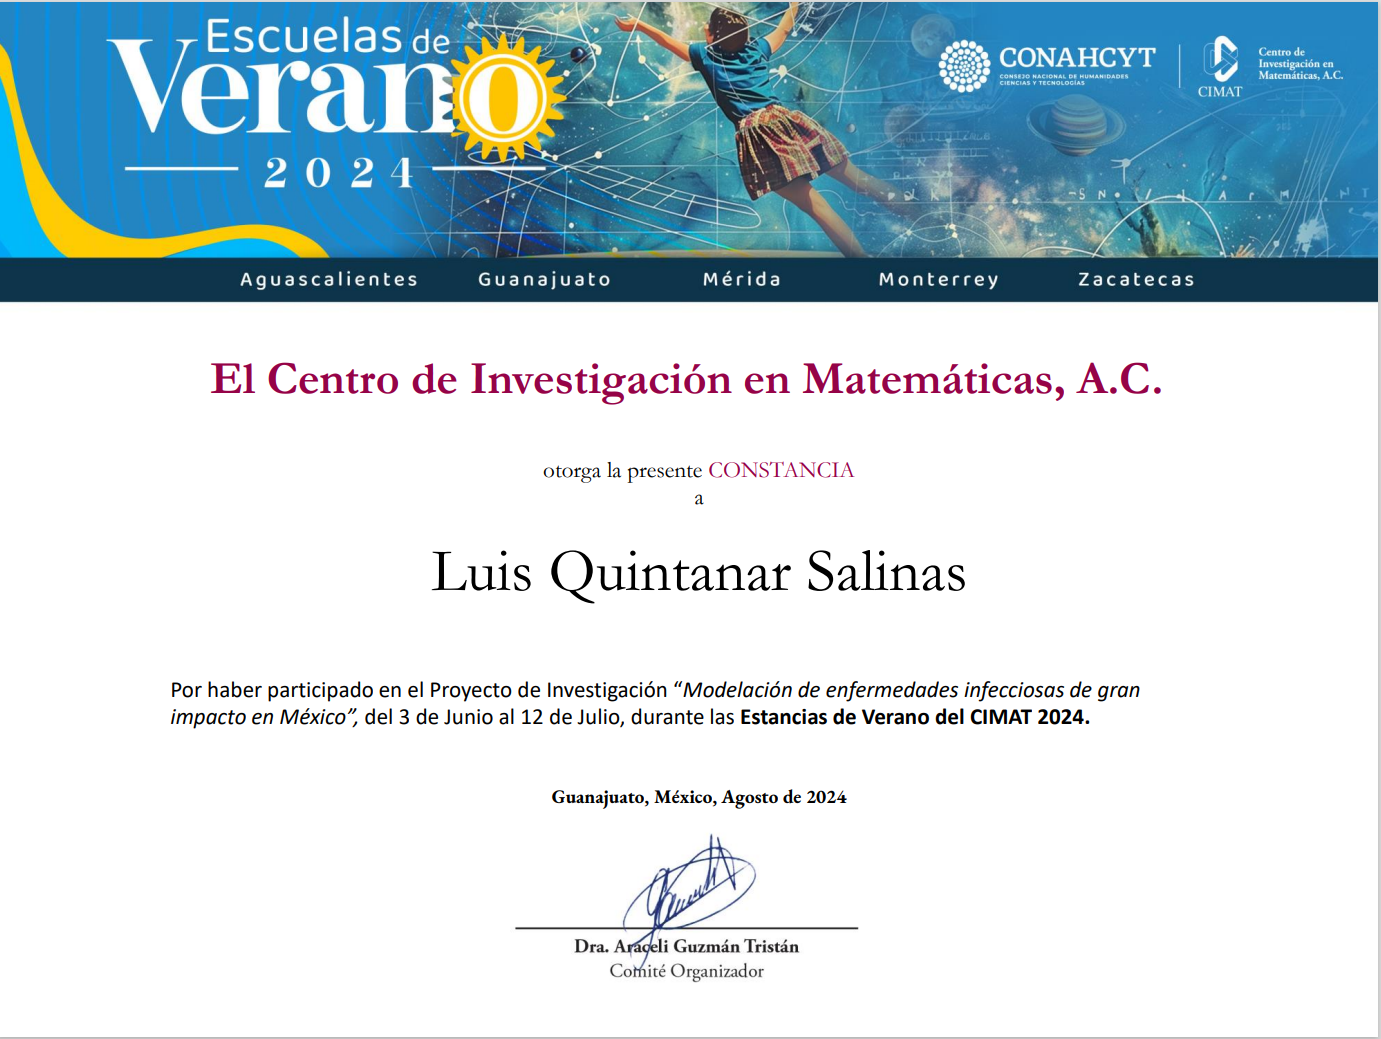 Escuelas de
Verano
2024
CONAHCYT
CONSEJO NACIONAL DE HUMANIDADES
CIENCIAS Y TECNOLOGÍAS
CIMAT
Centro de
Investigación en
Matemáticas, A.C.
Aguascalientes Guanajuato Mérida Monterrey Zacatecas
El Centro de Investigación en Matemáticas, A.C.
otorga la presente CONSTANCIA
a
Luis Quintanar Salinas
Por haber participado en el Proyecto de Investigación “Modelación de enfermedades infecciosas de gran
impacto en México”, del 3 de Junio al 12 de Julio, durante las Estancias de Verano del CIMAT 2024.
Guanajuato, México, Agosto de 2024
Dra. Araceli Guzmán Tristán
Comité Organizador